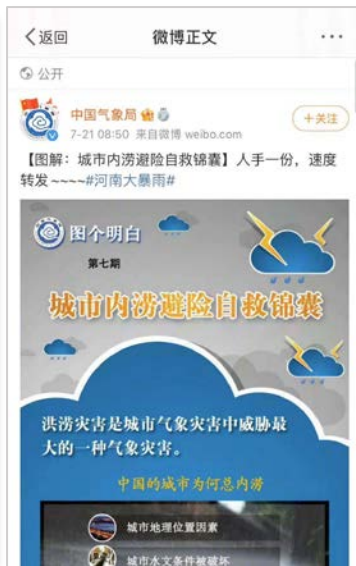 返回
微博正文
公开
中国气象局
+关注
7-21 08:50 来自微博 weibo.com
【图解：城市内涝避险自救锦囊】人手一份，速度
转发~~~~#河南大暴雨#
图个明白
第七期
城市内涝避险自救锦囊
洪涝灾害是城市气象灾害中威胁最
大的一种气象灾害。
中国的城市为何总内涝
城市地理位置因素
城市水文条件被破坏